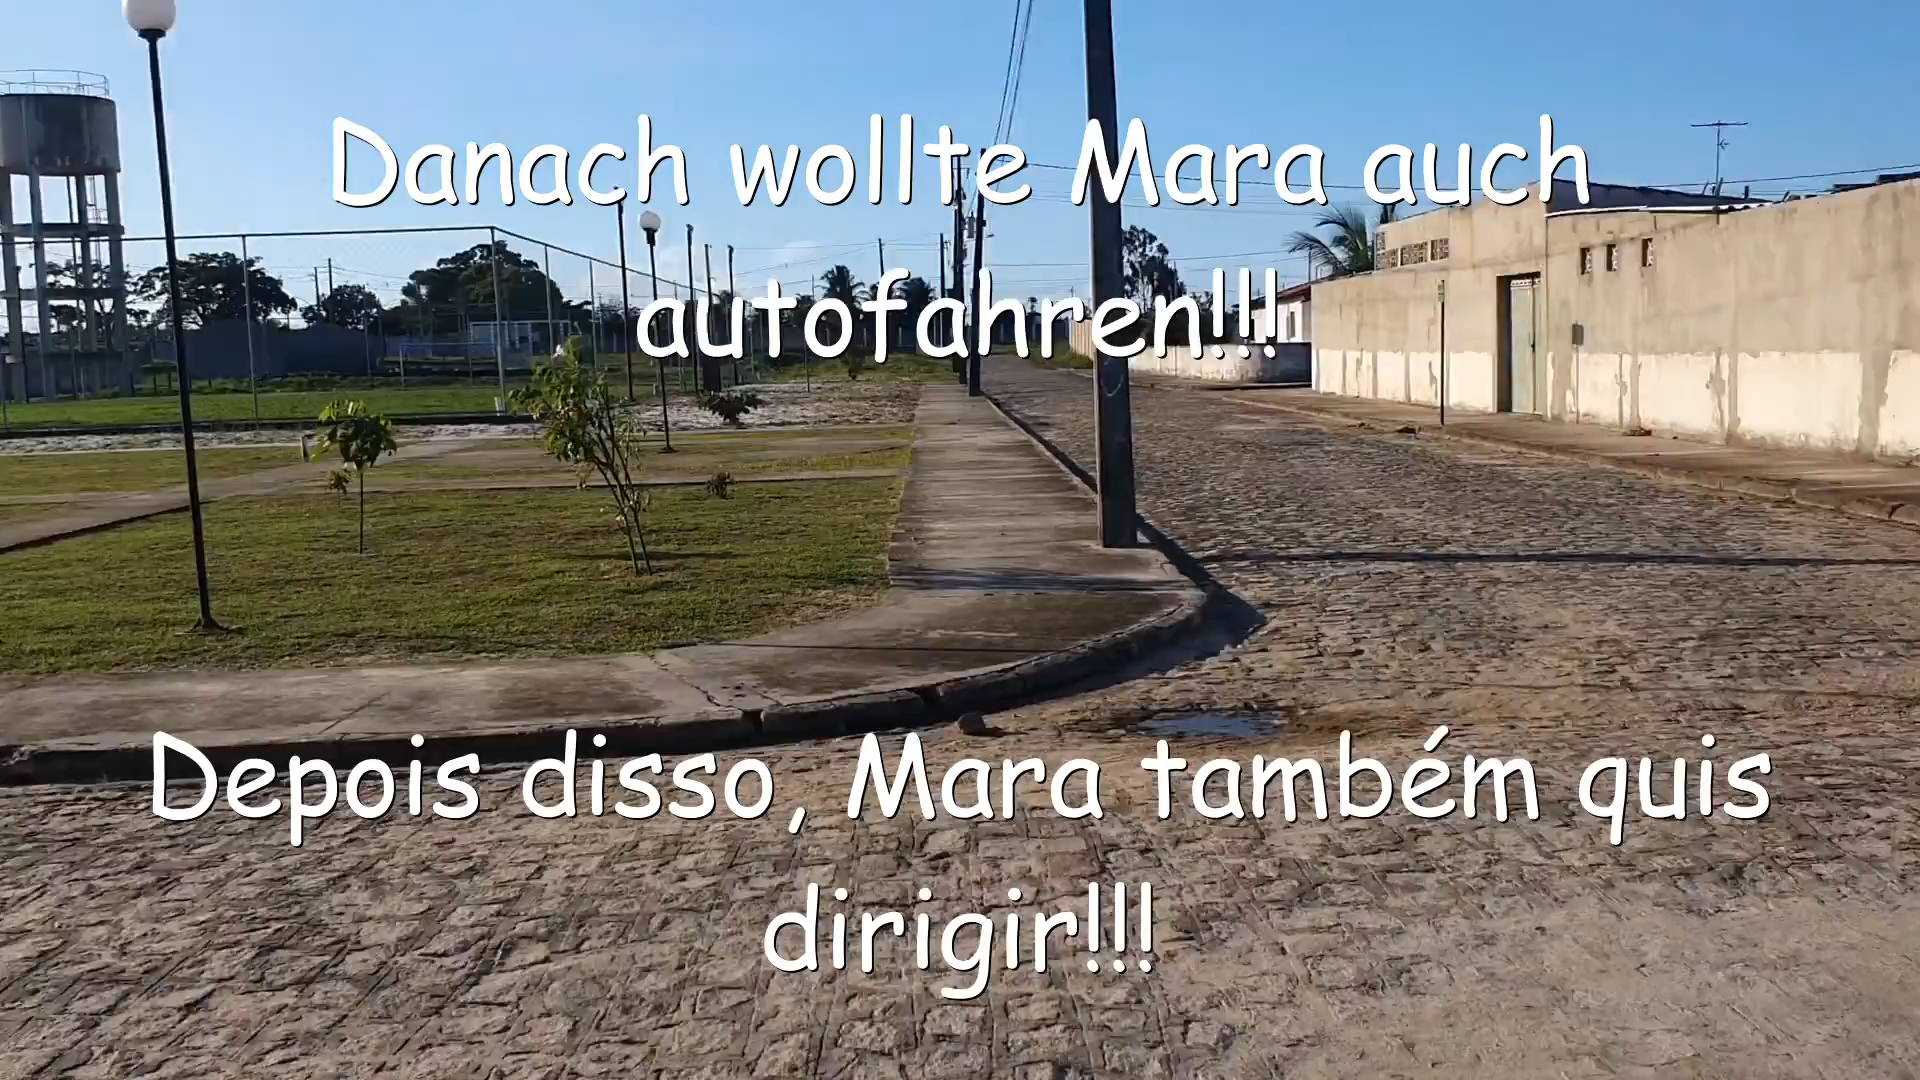 Danach wollte Mara auch
autofahren!!!
Depois disso, Mara também quis
dirigir!!!